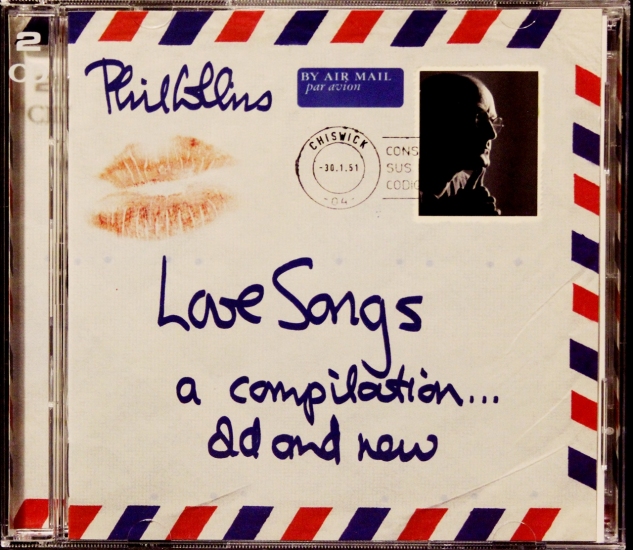 2
Phil Collins
BY AIR MAIL
par avion
CHISWICK
-30.1.51
CONS
SUS
CODIC
Love Songs
a compilation...
old and new